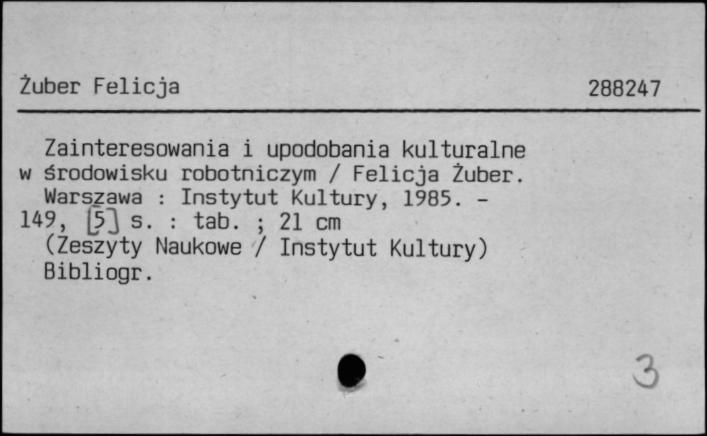 Żuber Felicja 288247
Zainteresowania i upodobania kulturalne
w środowisku robotniczym / Felicja Żuber.
Warszawa : Instytut Kultury, 1985. -
149, [5] s. : tab. ; 21 cm
(Zeszyty Naukowe / Instytut Kultury)
Bibliogr.
3